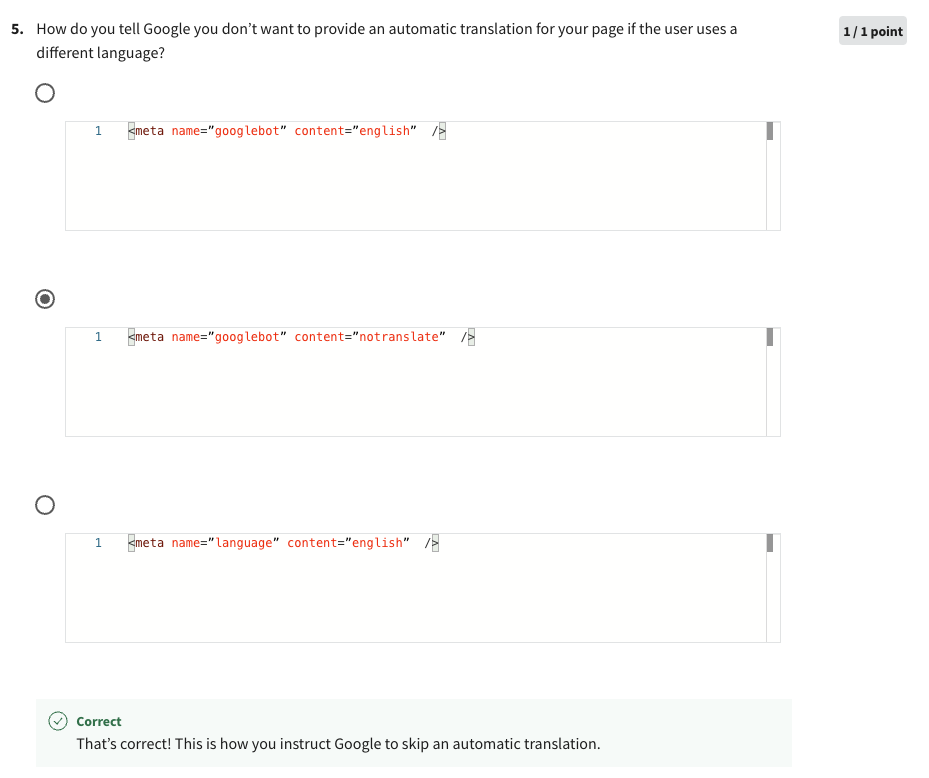 5. How do you tell Google you don’t want to provide an automatic translation for your page if the user uses a
different language?
1 / 1 point
1 <meta name=”googlebot” content=”english” />
1 <meta name=”googlebot” content=”notranslate” />
1 <meta name=”language” content=”english” />
Correct
That’s correct! This is how you instruct Google to skip an automatic translation.